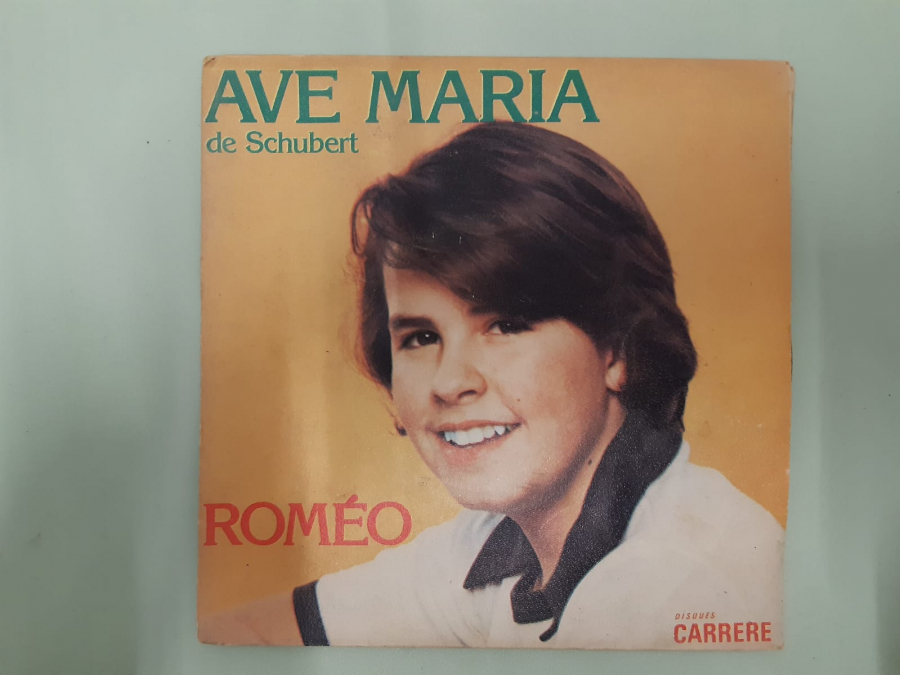 AVE MARIA
de Schubert
ROMÉO
DISQUES
CARRERE